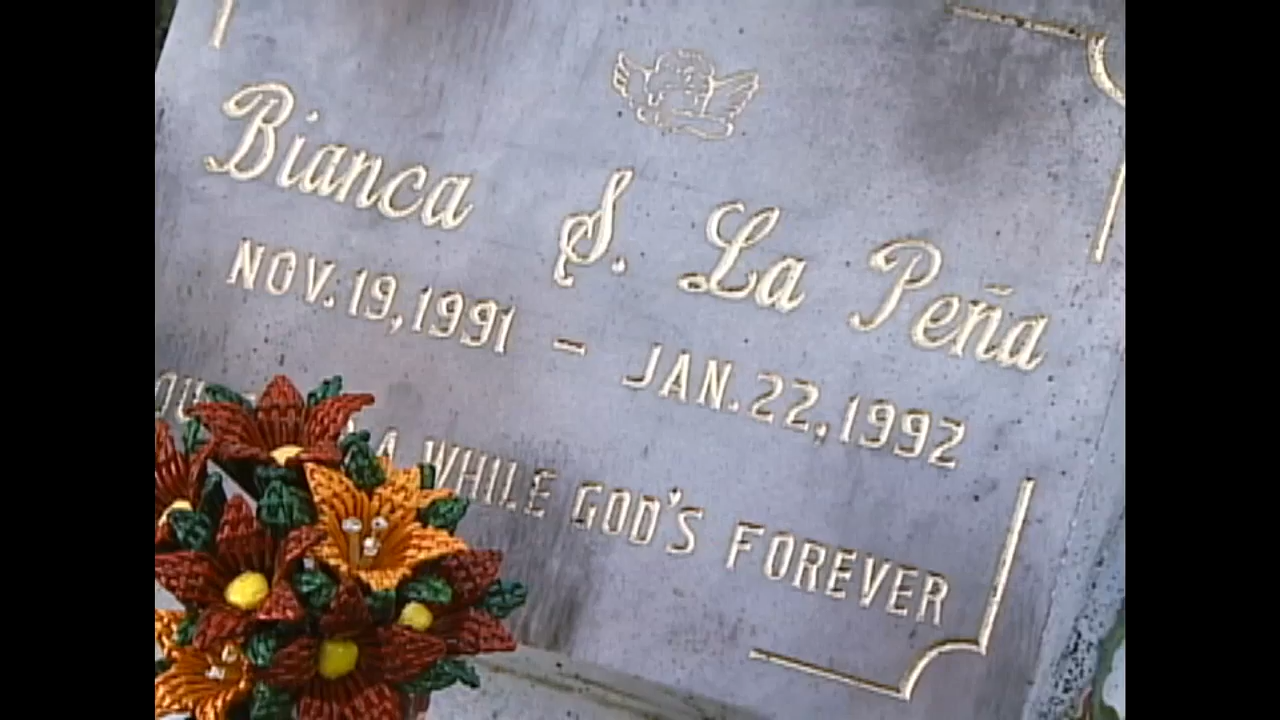 Bianca S. La Peña
NOV. 19, 1991 – JAN. 22, 1992
A WHILE GOD'S FOREVER